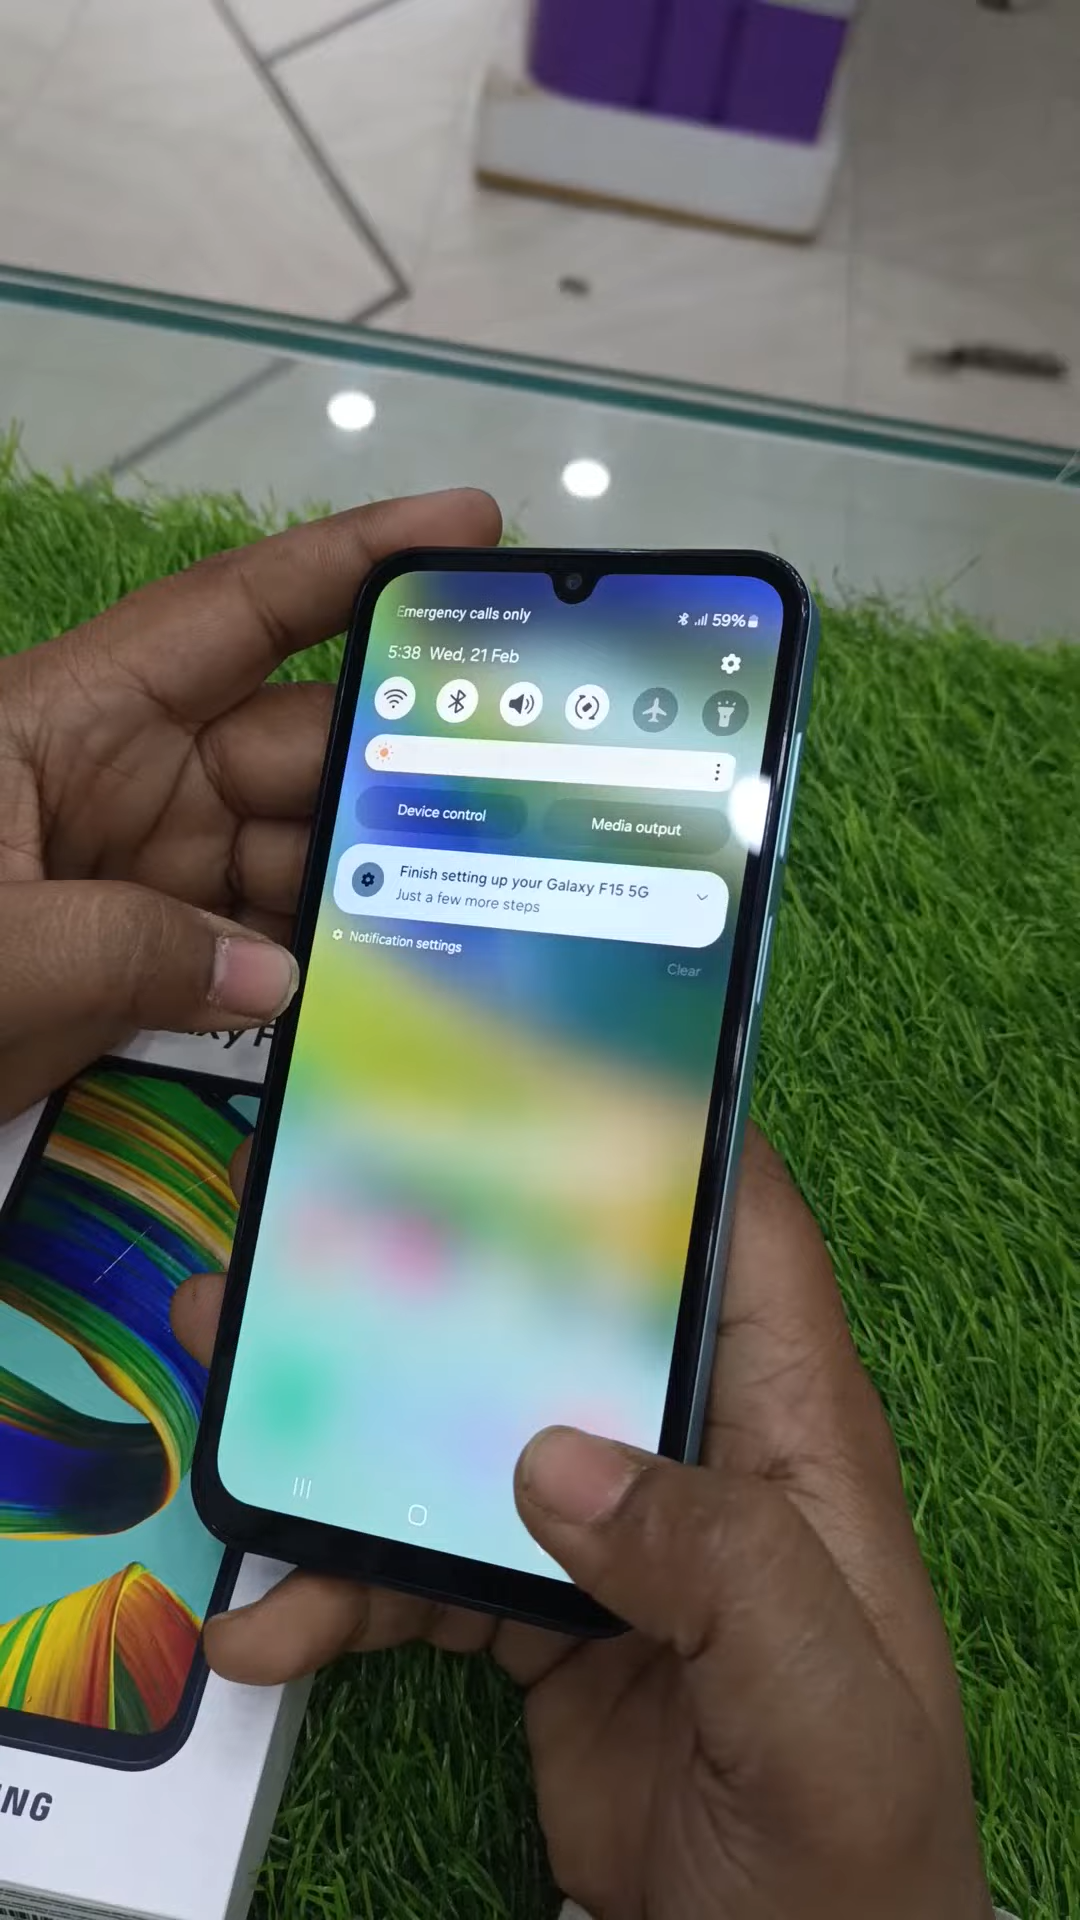 Emergency calls only
59%
5:38 Wed, 21 Feb
Device control
Media output
Finish setting up your Galaxy F15 5G
Just a few more steps
Notification settings
Clear
xy F
NG